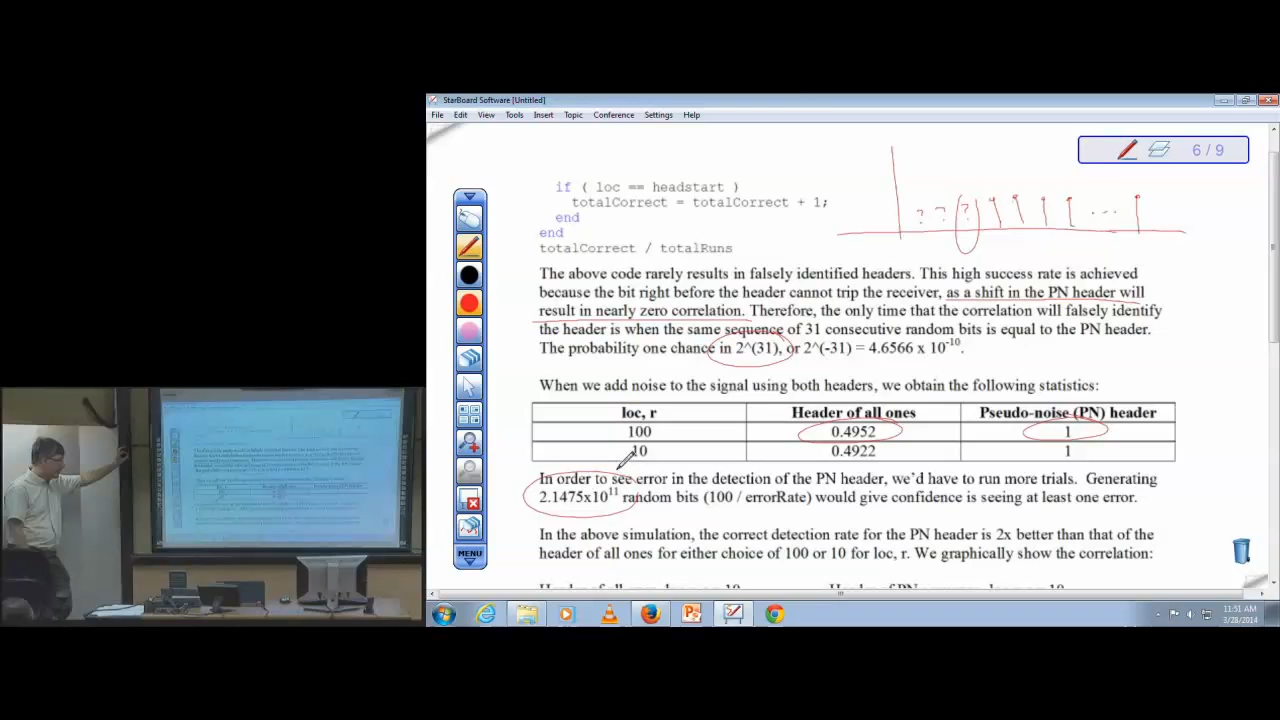 StarBoard Software [Untitled]
File Edit View Tools Insert Topic Conference Settings Help
6 / 9
if ( loc == headstart )
totalCorrect = totalCorrect + 1;
end
end
totalCorrect / totalRuns
? ? ? ...
The above code rarely results in falsely identified headers. This high success rate is achieved
because the bit right before the header cannot trip the receiver, as a shift in the PN header will
result in nearly zero correlation. Therefore, the only time that the correlation will falsely identify
the header is when the same sequence of 31 consecutive random bits is equal to the PN header.
The probability one chance in 2^(31), or 2^(-31) = 4.6566 x 10-10.
When we add noise to the signal using both headers, we obtain the following statistics:
loc, r Header of all ones Pseudo-noise (PN) header
100 0.4952 1
10 0.4922 1
In order to see error in the detection of the PN header, we'd have to run more trials. Generating
2.1475x1011 random bits (100 / errorRate) would give confidence is seeing at least one error.
In the above simulation, the correct detection rate for the PN header is 2x better than that of the
header of all ones for either choice of 100 or 10 for loc, r. We graphically show the correlation:
MENU
11:51 AM
3/28/2014